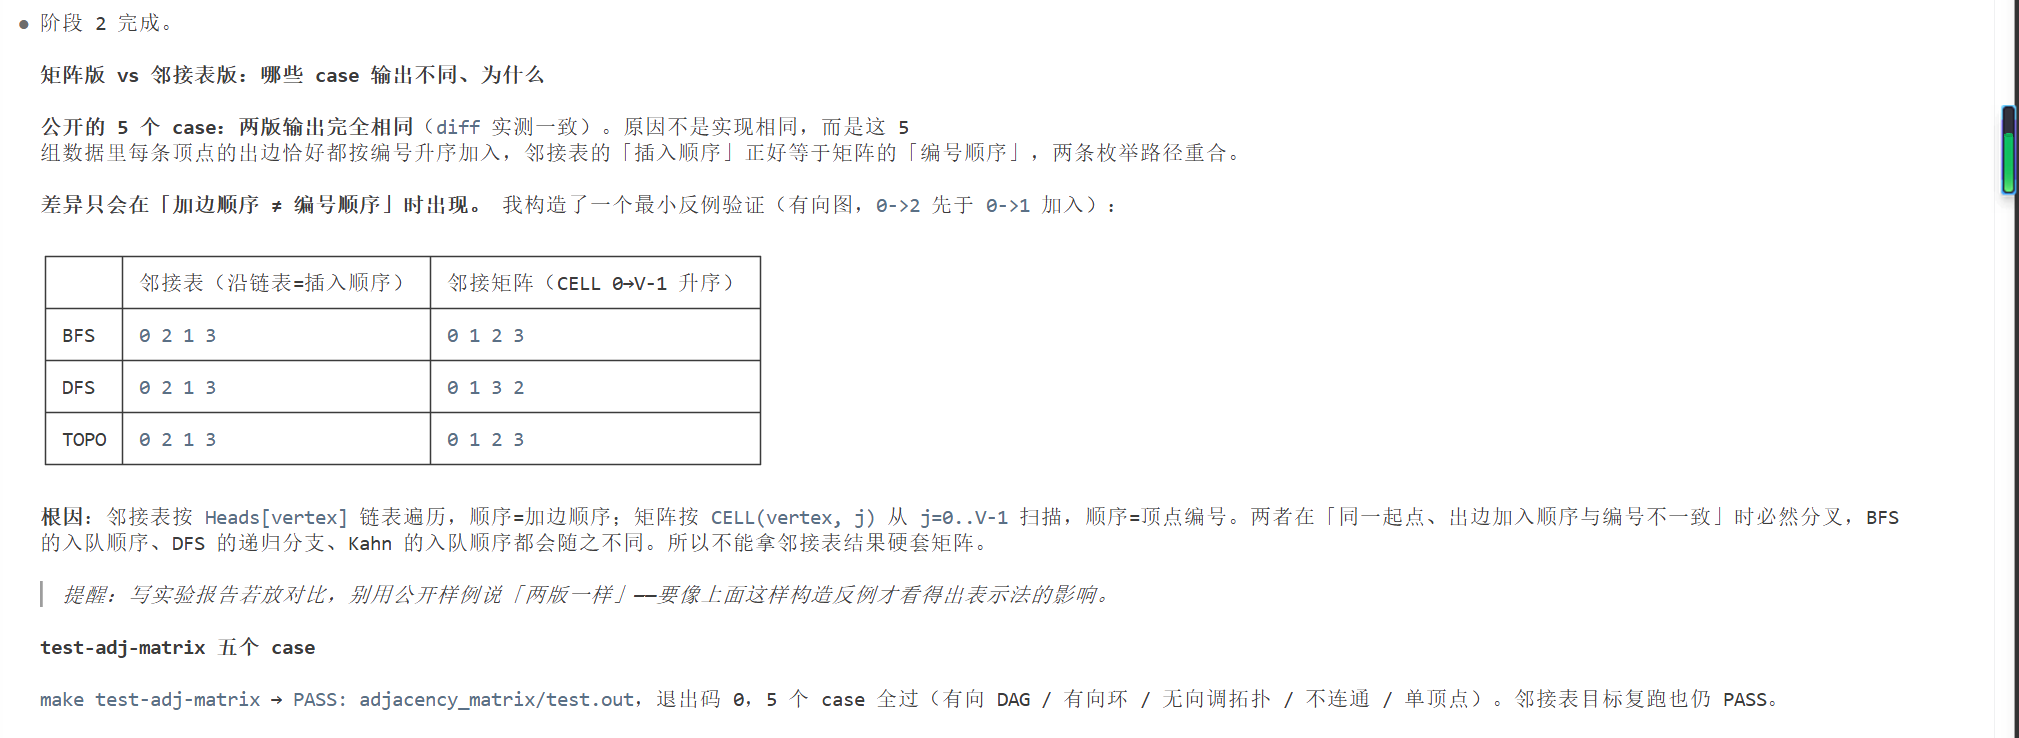 ● 阶段 2 完成。
矩阵版 vs 邻接表版：哪些 case 输出不同、为什么
公开的 5 个 case：两版输出完全相同（diff 实测一致）。原因不是实现相同，而是这 5
组数据里每条顶点的出边恰好都按编号升序加入，邻接表的「插入顺序」正好等于矩阵的「编号顺序」，两条枚举路径重合。
差异只会在「加边顺序 ≠ 编号顺序」时出现。 我构造了一个最小反例验证（有向图，0->2 先于 0->1 加入）：
邻接表（沿链表=插入顺序） 邻接矩阵（CELL 0→V-1 升序）
BFS 0 2 1 3 0 1 2 3
DFS 0 2 1 3 0 1 3 2
TOPO 0 2 1 3 0 1 2 3
根因：邻接表按 Heads[vertex] 链表遍历，顺序=加边顺序；矩阵按 CELL(vertex, j) 从 j=0..V-1 扫描，顺序=顶点编号。两者在「同一起点、出边加入顺序与编号不一致」时必然分叉，BFS
的入队顺序、DFS 的递归分支、Kahn 的入队顺序都会随之不同。所以不能拿邻接表结果硬套矩阵。
提醒：写实验报告若放对比，别用公开样例说「两版一样」——要像上面这样构造反例才看得出表示法的影响。
test-adj-matrix 五个 case
make test-adj-matrix → PASS: adjacency_matrix/test.out，退出码 0，5 个 case 全过（有向 DAG / 有向环 / 无向调拓扑 / 不连通 / 单顶点）。邻接表目标复跑也仍 PASS。